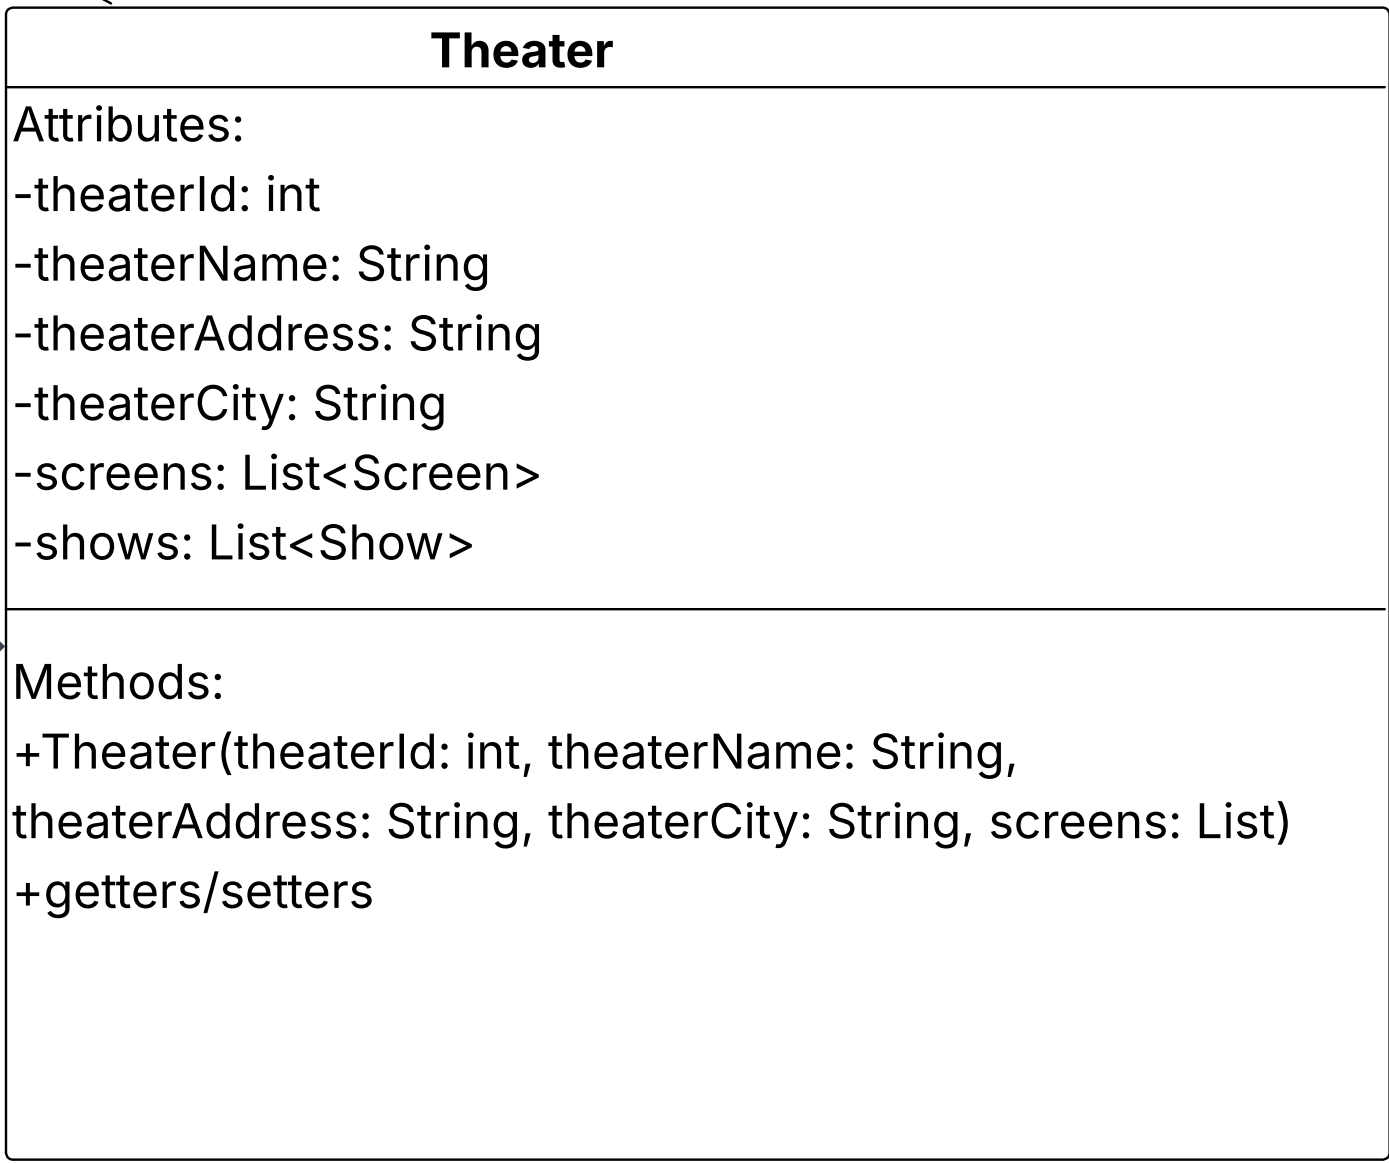 Theater
Attributes:
-theaterId: int
-theaterName: String
-theaterAddress: String
-theaterCity: String
-screens: List<Screen>
-shows: List<Show>
Methods:
+Theater(theaterId: int, theaterName: String,
theaterAddress: String, theaterCity: String, screens: List)
+getters/setters